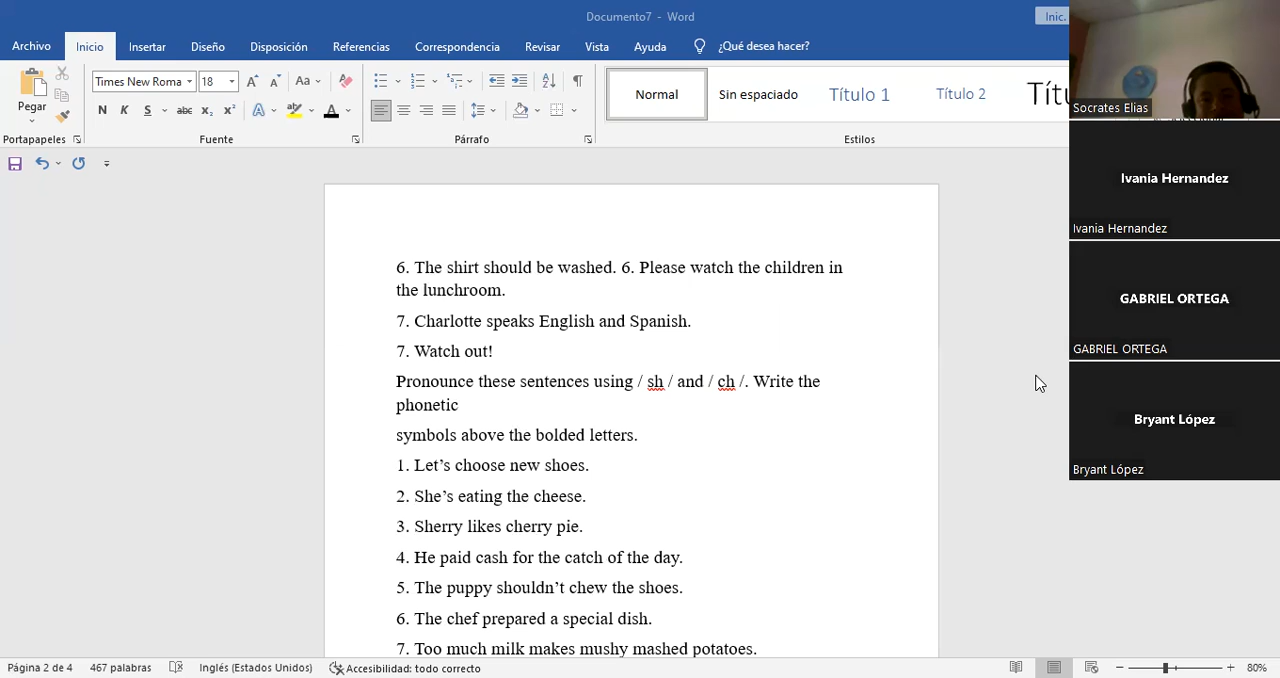 Documento7 - Word
Inic.
Archivo Inicio Insertar Diseño Disposición Referencias Correspondencia Revisar Vista Ayuda ¿Qué desea hacer?
Pegar
Times New Roma 18
Aa
N K S abc x₂ x² A A
Normal Sin espaciado Título 1 Título 2 Títu
Portapapeles Fuente Párrafo Estilos
Socrates Elias
Ivania Hernandez
Ivania Hernandez
GABRIEL ORTEGA
GABRIEL ORTEGA
Bryant López
Bryant López
6. The shirt should be washed. 6. Please watch the children in
the lunchroom.
7. Charlotte speaks English and Spanish.
7. Watch out!
Pronounce these sentences using / sh / and / ch /. Write the
phonetic
symbols above the bolded letters.
1. Let’s choose new shoes.
2. She’s eating the cheese.
3. Sherry likes cherry pie.
4. He paid cash for the catch of the day.
5. The puppy shouldn’t chew the shoes.
6. The chef prepared a special dish.
7. Too much milk makes mushy mashed potatoes.
Página 2 de 4 467 palabras Inglés (Estados Unidos) Accesibilidad: todo correcto 80%